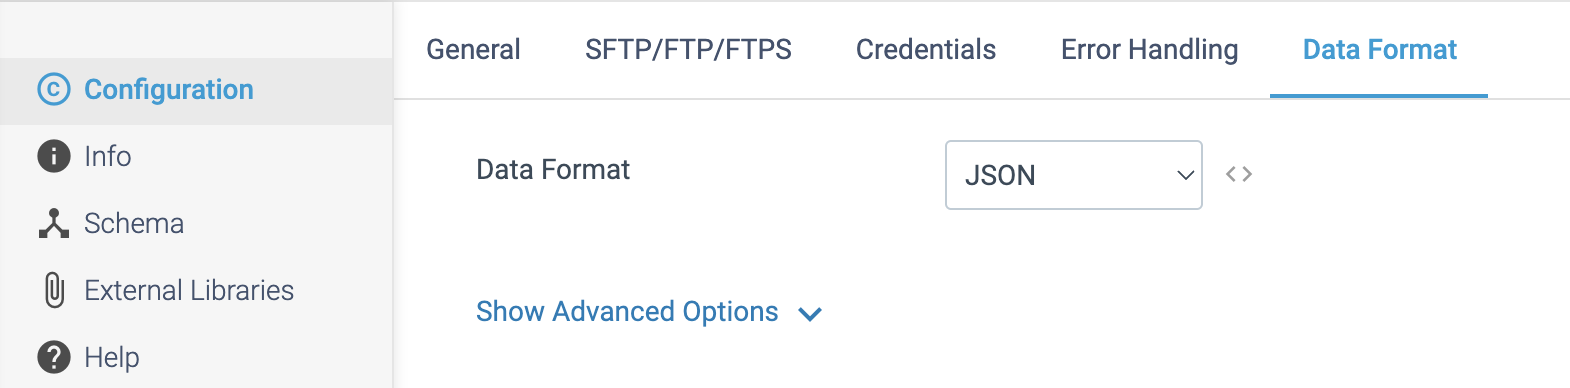 General
SFTP/FTP/FTPS
Credentials
Error Handling
Data Format
Configuration
Info
Schema
External Libraries
Help
Data Format
JSON
Show Advanced Options